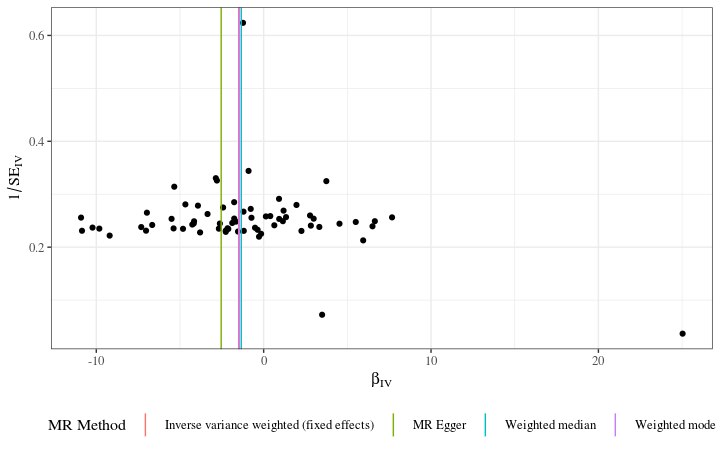 0.6
0.4
0.2
1/SE_IV
-10 0 10 20
β_IV
MR Method Inverse variance weighted (fixed effects) MR Egger Weighted median Weighted mode